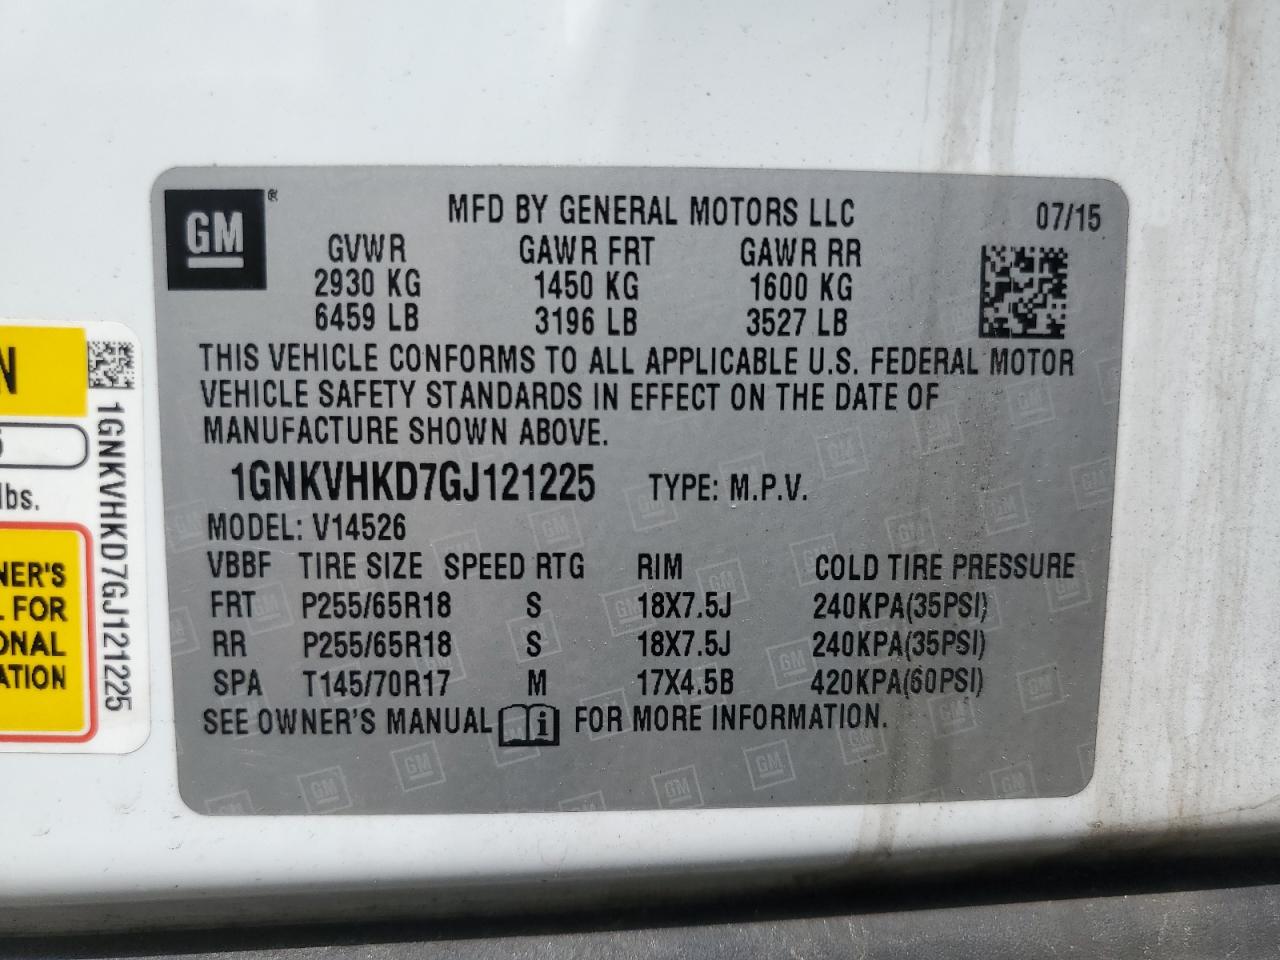 GM ®
MFD BY GENERAL MOTORS LLC 07/15
GVWR GAWR FRT GAWR RR
2930 KG 1450 KG 1600 KG
6459 LB 3196 LB 3527 LB
THIS VEHICLE CONFORMS TO ALL APPLICABLE U.S. FEDERAL MOTOR
VEHICLE SAFETY STANDARDS IN EFFECT ON THE DATE OF
MANUFACTURE SHOWN ABOVE.
1GNKVHKD7GJ121225 TYPE: M.P.V.
MODEL: V14526
VBBF TIRE SIZE SPEED RTG RIM COLD TIRE PRESSURE
FRT P255/65R18 S 18X7.5J 240KPA(35PSI)
RR P255/65R18 S 18X7.5J 240KPA(35PSI)
SPA T145/70R17 M 17X4.5B 420KPA(60PSI)
SEE OWNER'S MANUAL i FOR MORE INFORMATION.
1GNKVHKD7GJ121225
N
lbs.
NER'S
L FOR
ONAL
ATION